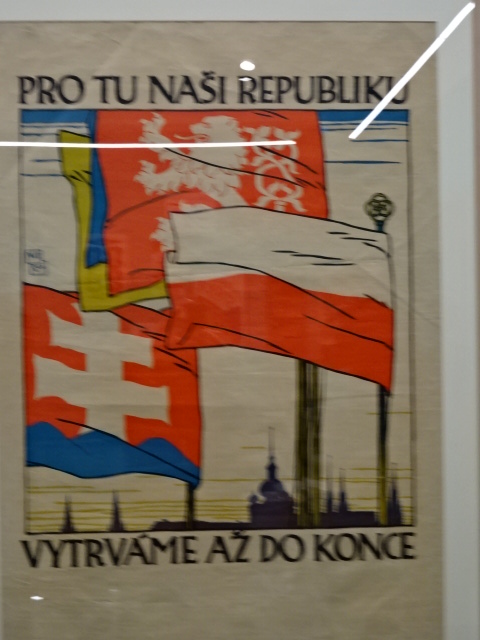 PRO TU NAŠI REPUBLIKU
VYTRVÁME AŽ DO KONCE